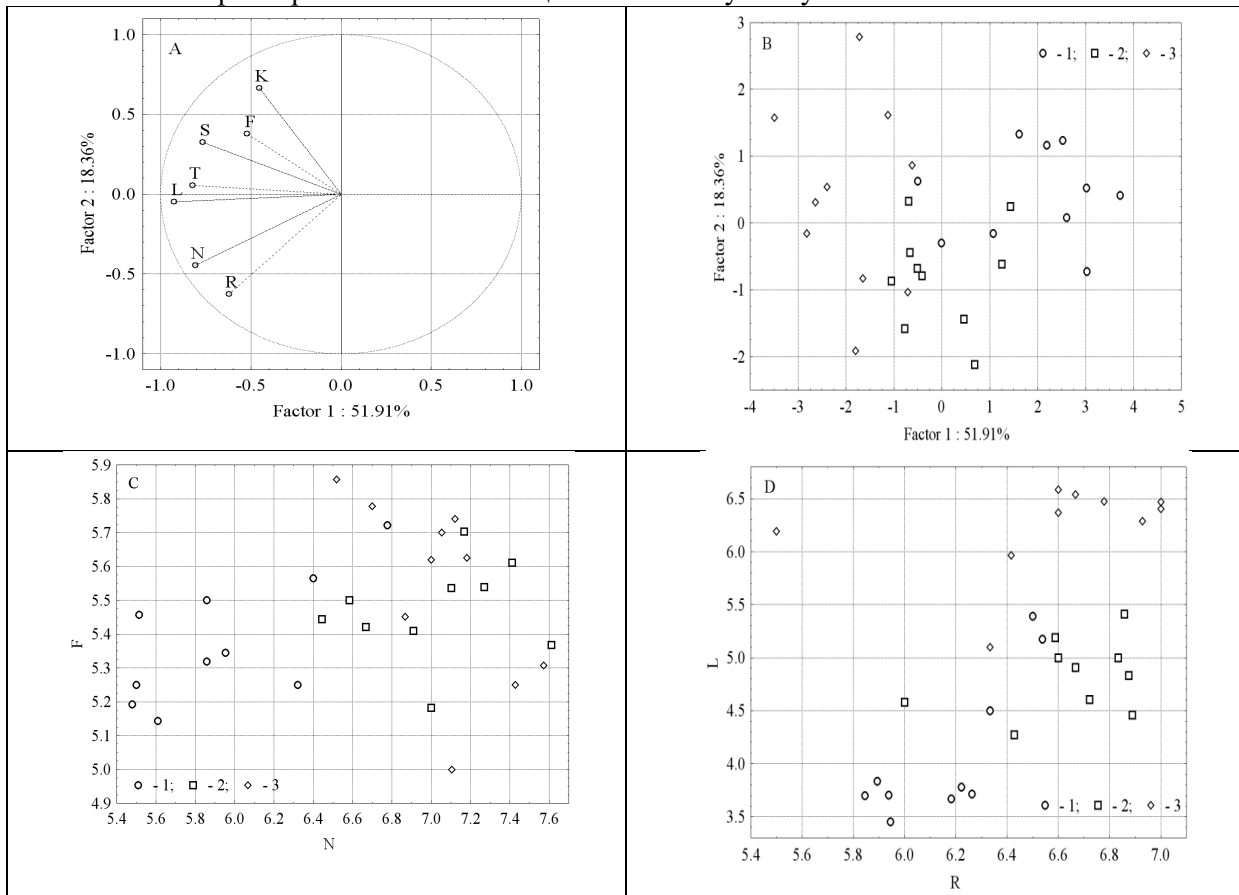 A
1.0
0.5
0.0
-0.5
-1.0
K
F
S
T
L
N
R
-1.0 -0.5 0.0 0.5 1.0
Factor 2 : 18.36%
Factor 1 : 51.91%
B
- 1; - 2; - 3
3
2
1
0
-1
-2
-4 -3 -2 -1 0 1 2 3 4 5
Factor 2 : 18.36%
Factor 1 : 51.91%
C
5.9
5.8
5.7
5.6
5.5
5.4
5.3
5.2
5.1
5.0
4.9
F
- 1; - 2; - 3
5.4 5.6 5.8 6.0 6.2 6.4 6.6 6.8 7.0 7.2 7.4 7.6
N
D
6.5
6.0
5.5
5.0
4.5
4.0
3.5
L
- 1; - 2; - 3
5.4 5.6 5.8 6.0 6.2 6.4 6.6 6.8 7.0
R